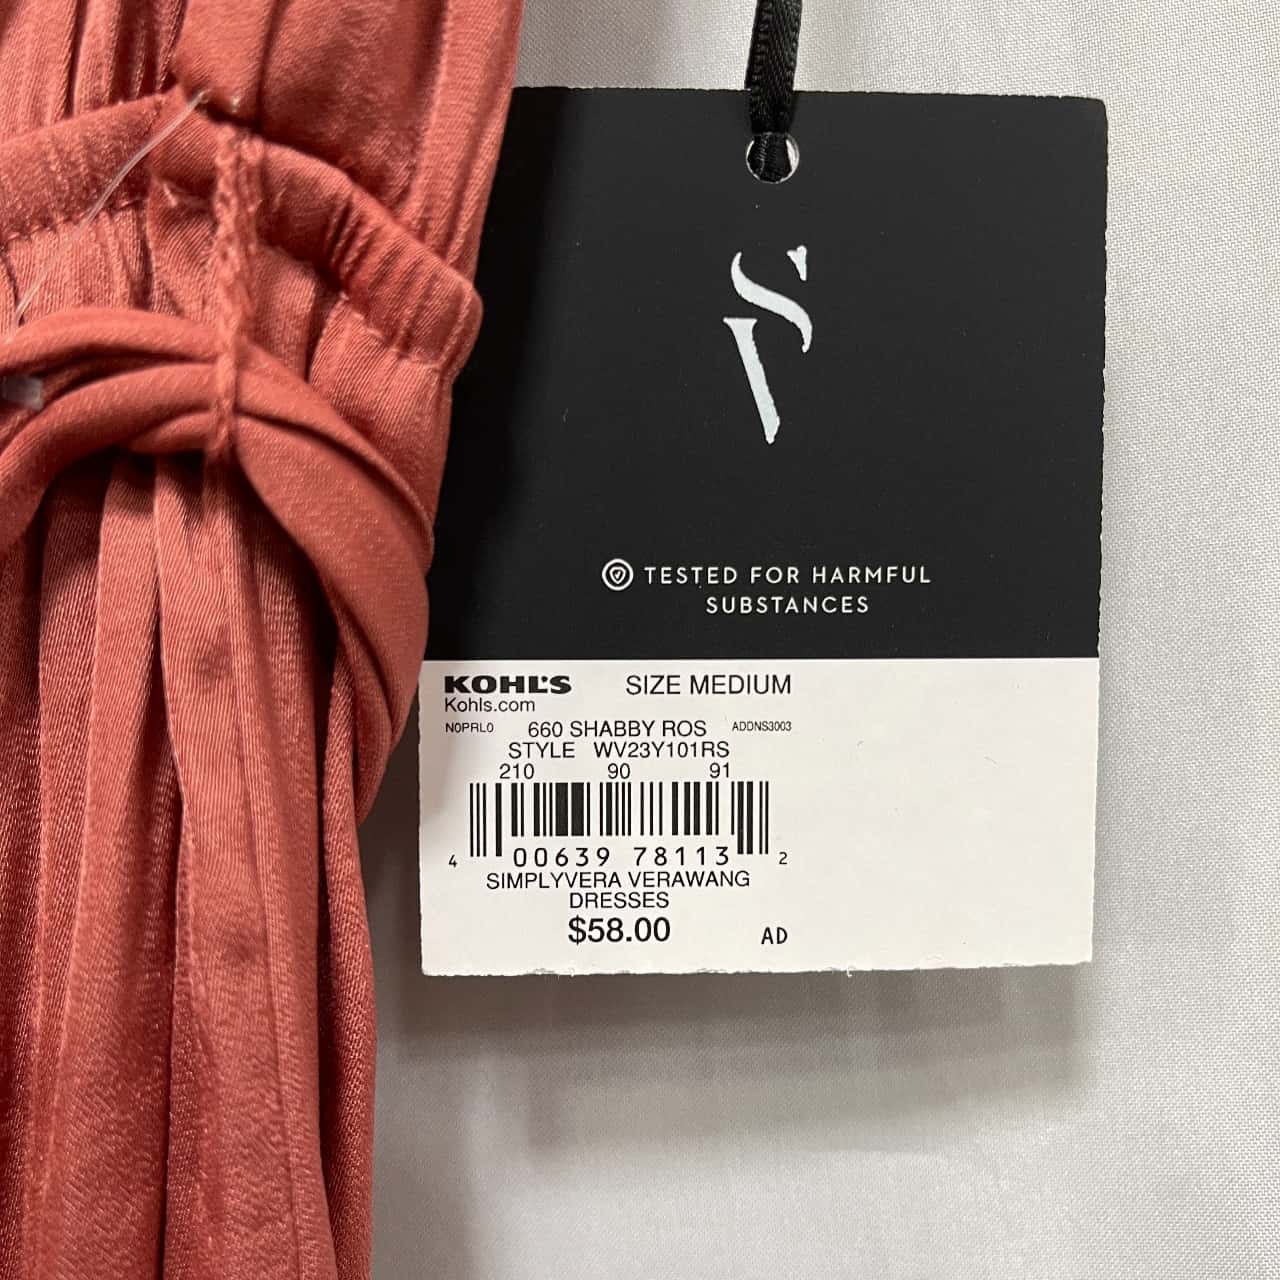 TESTED FOR HARMFUL
SUBSTANCES
KOHL'S SIZE MEDIUM
Kohls.com
N0PRL0 660 SHABBY ROS ADDNS3003
STYLE WV23Y101RS
210 90 91
4 00639 78113 2
SIMPLYVERA VERAWANG
DRESSES
$58.00 AD